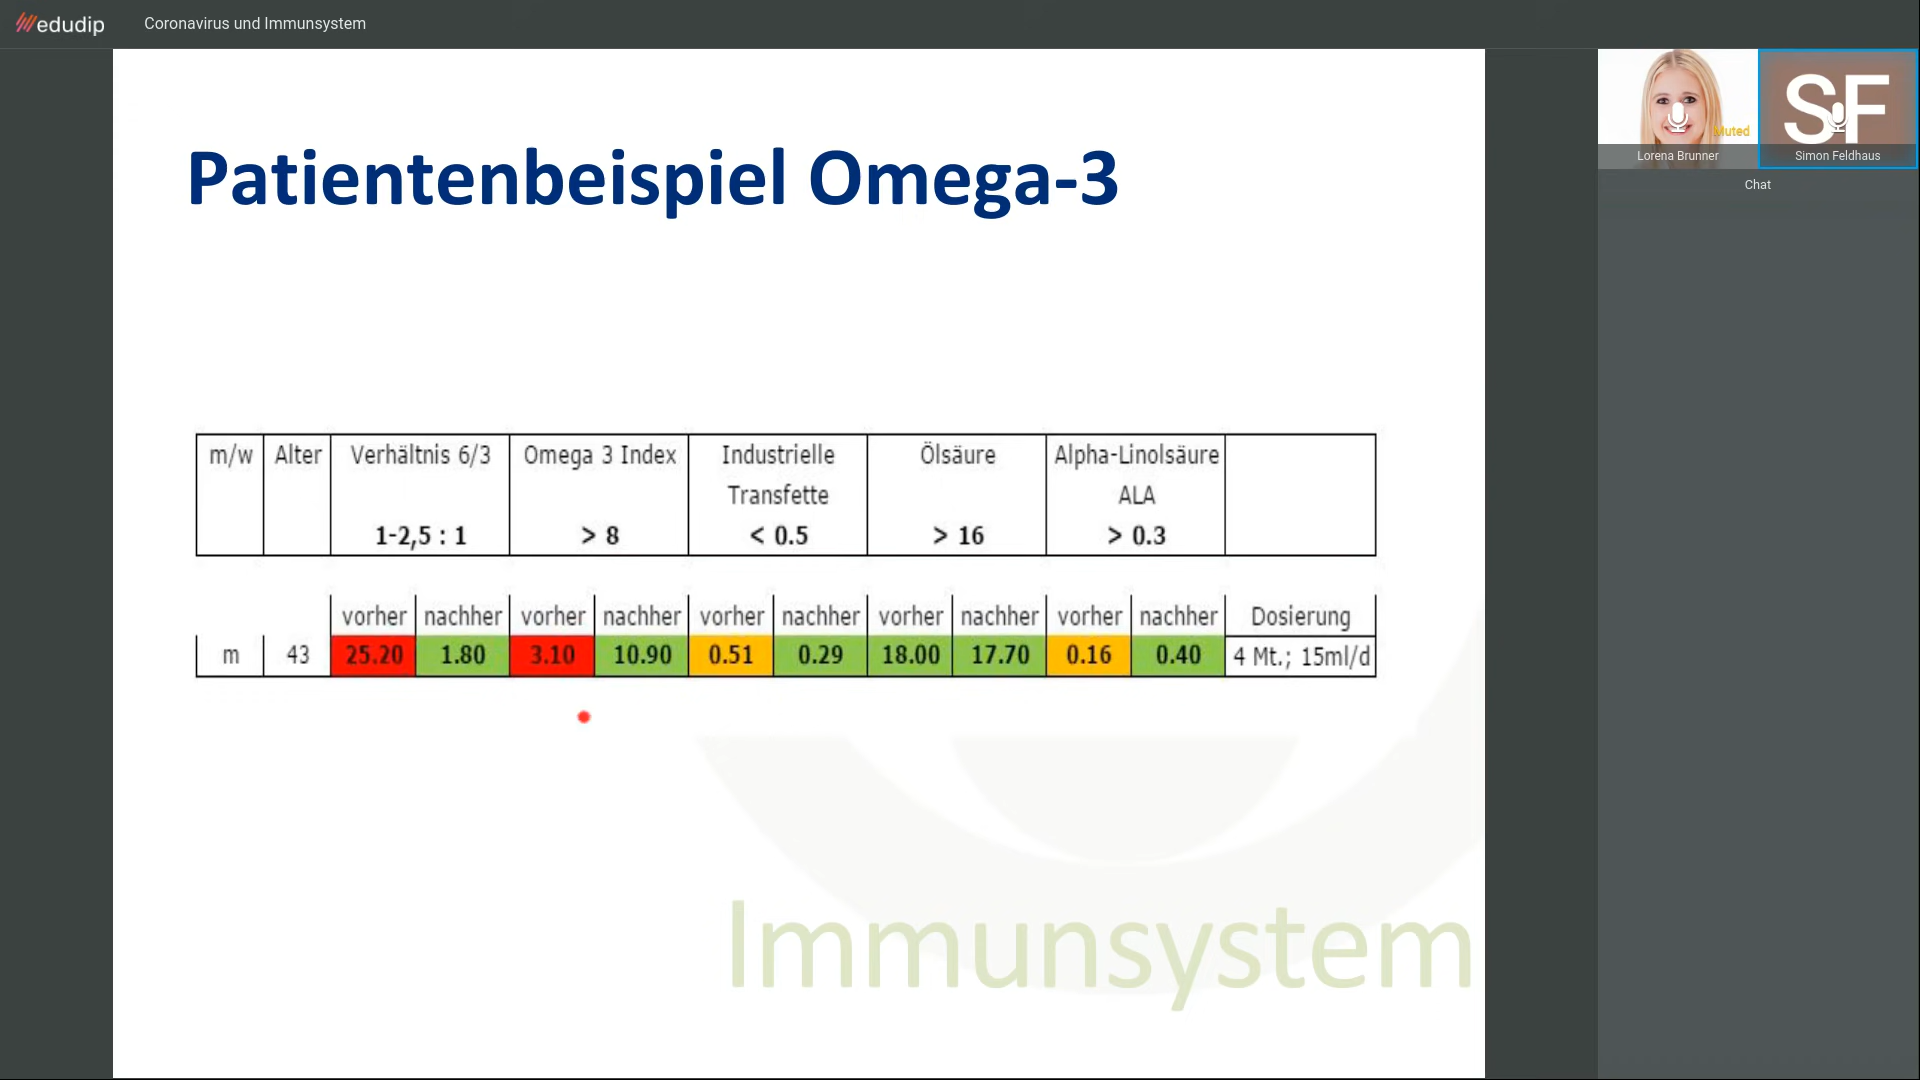 edudip
Coronavirus und Immunsystem
Muted
Lorena Brunner
SF
Simon Feldhaus
Chat
Patientenbeispiel Omega-3
m/w Alter Verhältnis 6/3 Omega 3 Index Industrielle Ölsäure Alpha-Linolsäure
Transfette ALA
1-2,5 : 1 > 8 < 0.5 > 16 > 0.3
vorher nachher vorher nachher vorher nachher vorher nachher vorher nachher Dosierung
m 43 25.20 1.80 3.10 10.90 0.51 0.29 18.00 17.70 0.16 0.40 4 Mt.; 15ml/d
Immunsystem